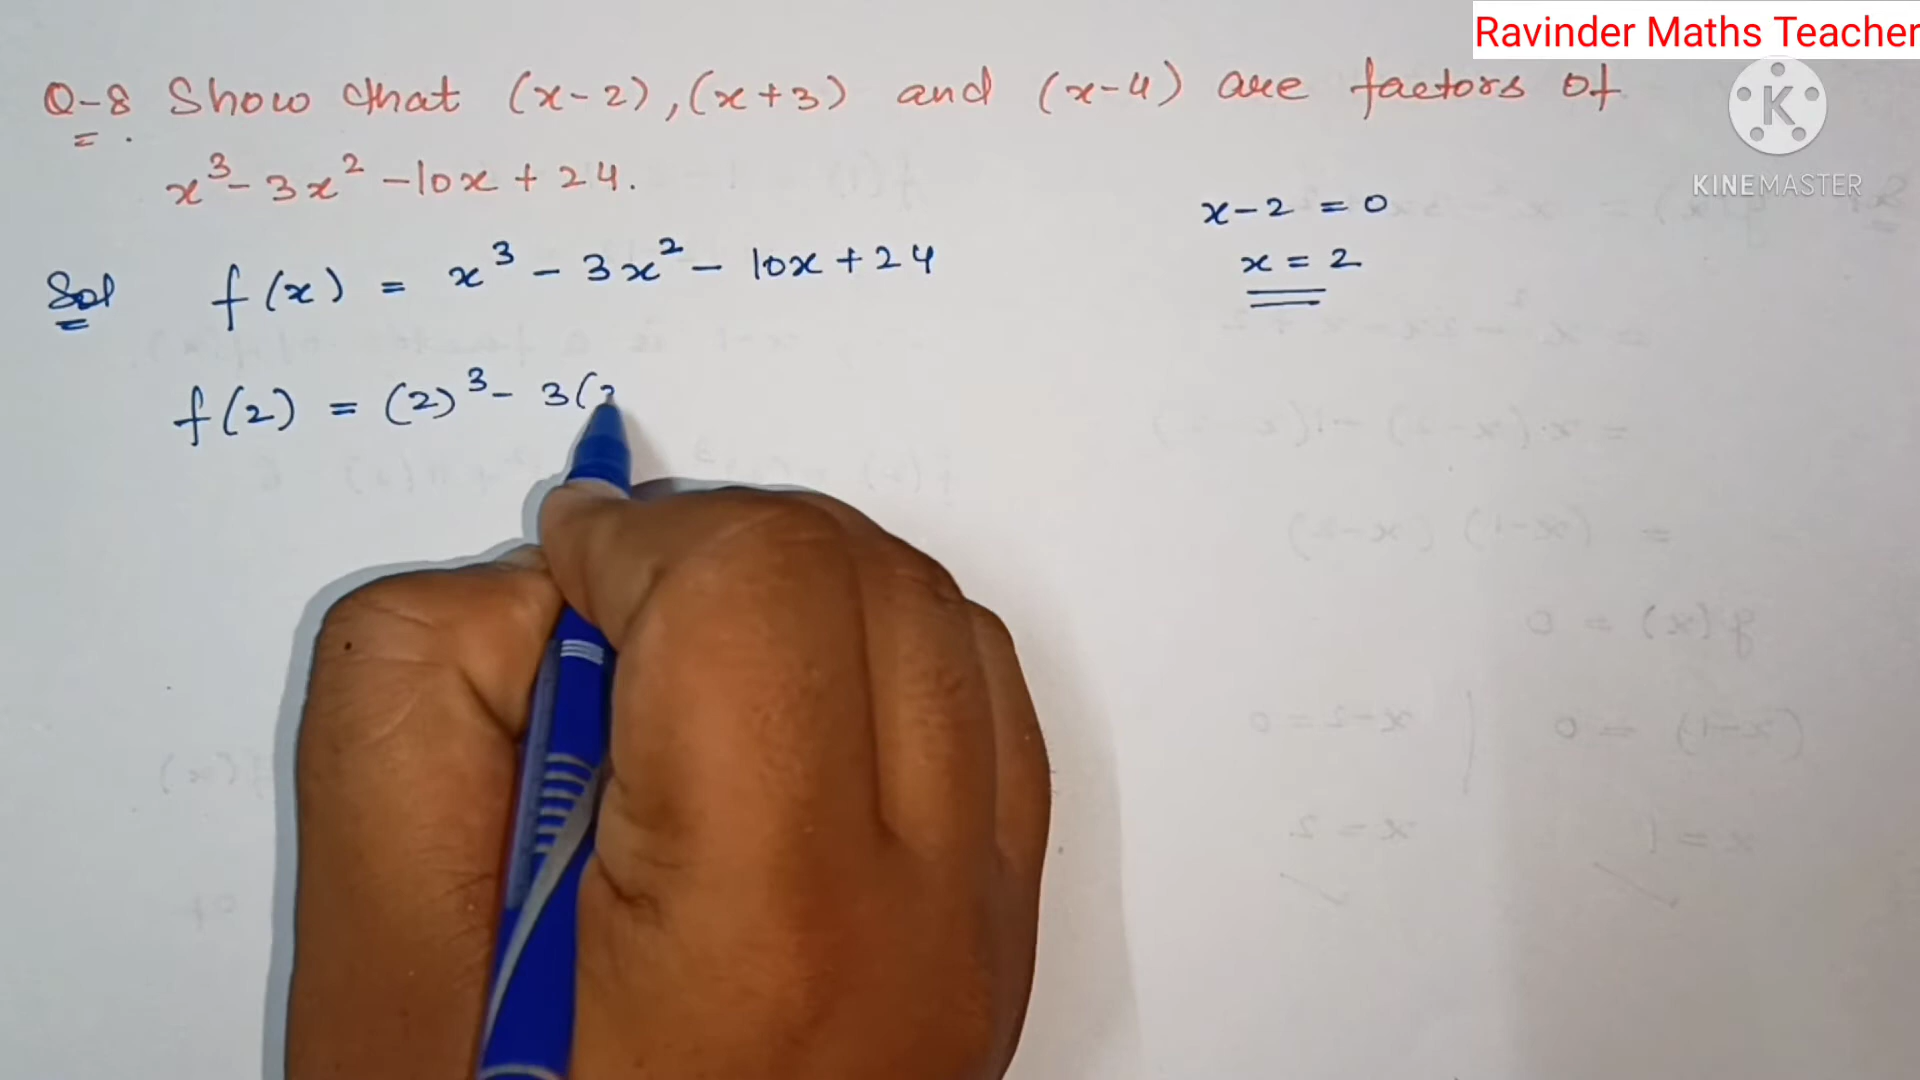 Ravinder Maths Teacher
Q-8 Show that (x-2), (x+3) and (x-4) are factors of
x³-3x²-10x+24.
KINEMASTER
x-2 = 0
x = 2
Sol f(x) = x³-3x²-10x+24
f(2) = (2)³-3(2